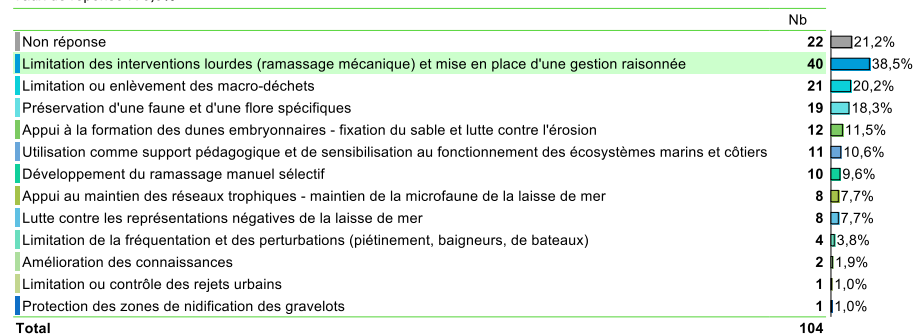 Nb
Non réponse 22 21,2%
Limitation des interventions lourdes (ramassage mécanique) et mise en place d'une gestion raisonnée 40 38,5%
Limitation ou enlèvement des macro-déchets 21 20,2%
Préservation d'une faune et d'une flore spécifiques 19 18,3%
Appui à la formation des dunes embryonnaires - fixation du sable et lutte contre l'érosion 12 11,5%
Utilisation comme support pédagogique et de sensibilisation au fonctionnement des écosystèmes marins et côtiers 11 10,6%
Développement du ramassage manuel sélectif 10 9,6%
Appui au maintien des réseaux trophiques - maintien de la microfaune de la laisse de mer 8 7,7%
Lutte contre les représentations négatives de la laisse de mer 8 7,7%
Limitation de la fréquentation et des perturbations (piétinement, baigneurs, de bateaux) 4 3,8%
Amélioration des connaissances 2 1,9%
Limitation ou contrôle des rejets urbains 1 1,0%
Protection des zones de nidification des gravelots 1 1,0%
Total 104